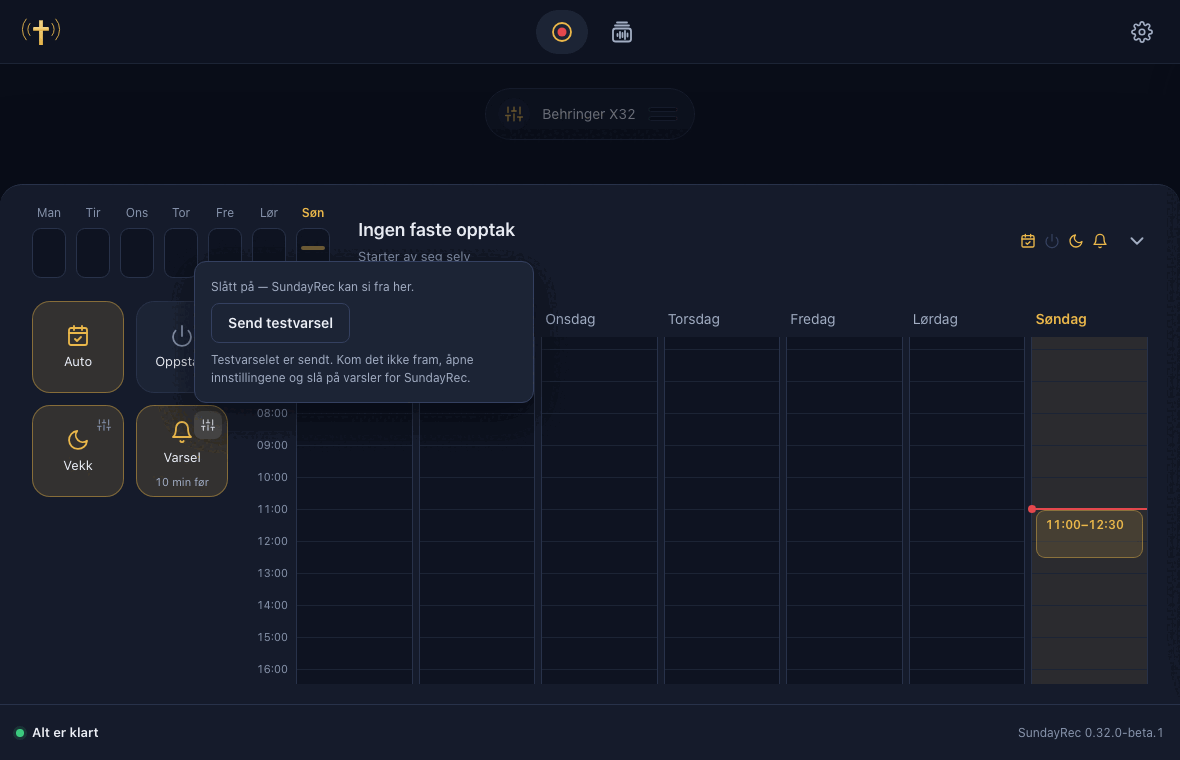 Behringer X32
Man Tir Ons Tor Fre Lør Søn
Ingen faste opptak
Starter av seg selv
Slått på — SundayRec kan si fra her.
Send testvarsel
Testvarselet er sendt. Kom det ikke fram, åpne
innstillingene og slå på varsler for SundayRec.
Auto
Vekk
Varsel
10 min før
Onsdag Torsdag Fredag Lørdag Søndag
08:00
09:00
10:00
11:00
12:00
13:00
14:00
15:00
16:00
11:00–12:30
Alt er klart
SundayRec 0.32.0-beta.1